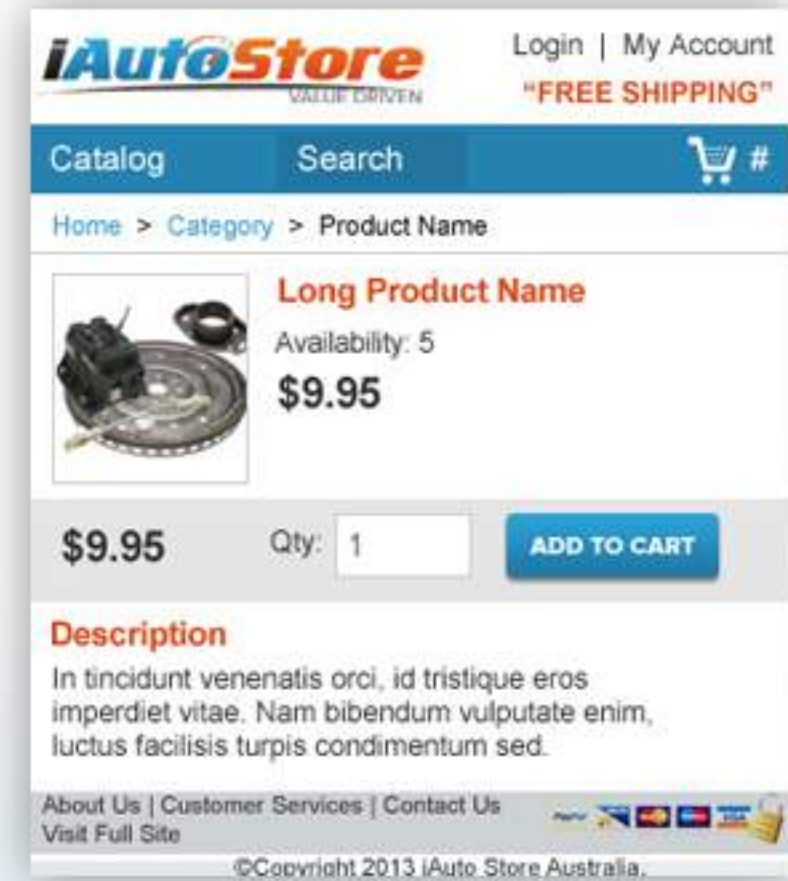 iAutoStore
VALUE DRIVEN
Login | My Account
"FREE SHIPPING"
Catalog
Search
#
Home > Category > Product Name
Long Product Name
Availability: 5
$9.95
$9.95
Qty: 1
ADD TO CART
Description
In tincidunt venenatis orci, id tristique eros
imperdiet vitae. Nam bibendum vulputate enim,
luctus facilisis turpis condimentum sed.
About Us | Customer Services | Contact Us
Visit Full Site
PayPal
VISA
©Copyright 2013 iAuto Store Australia.